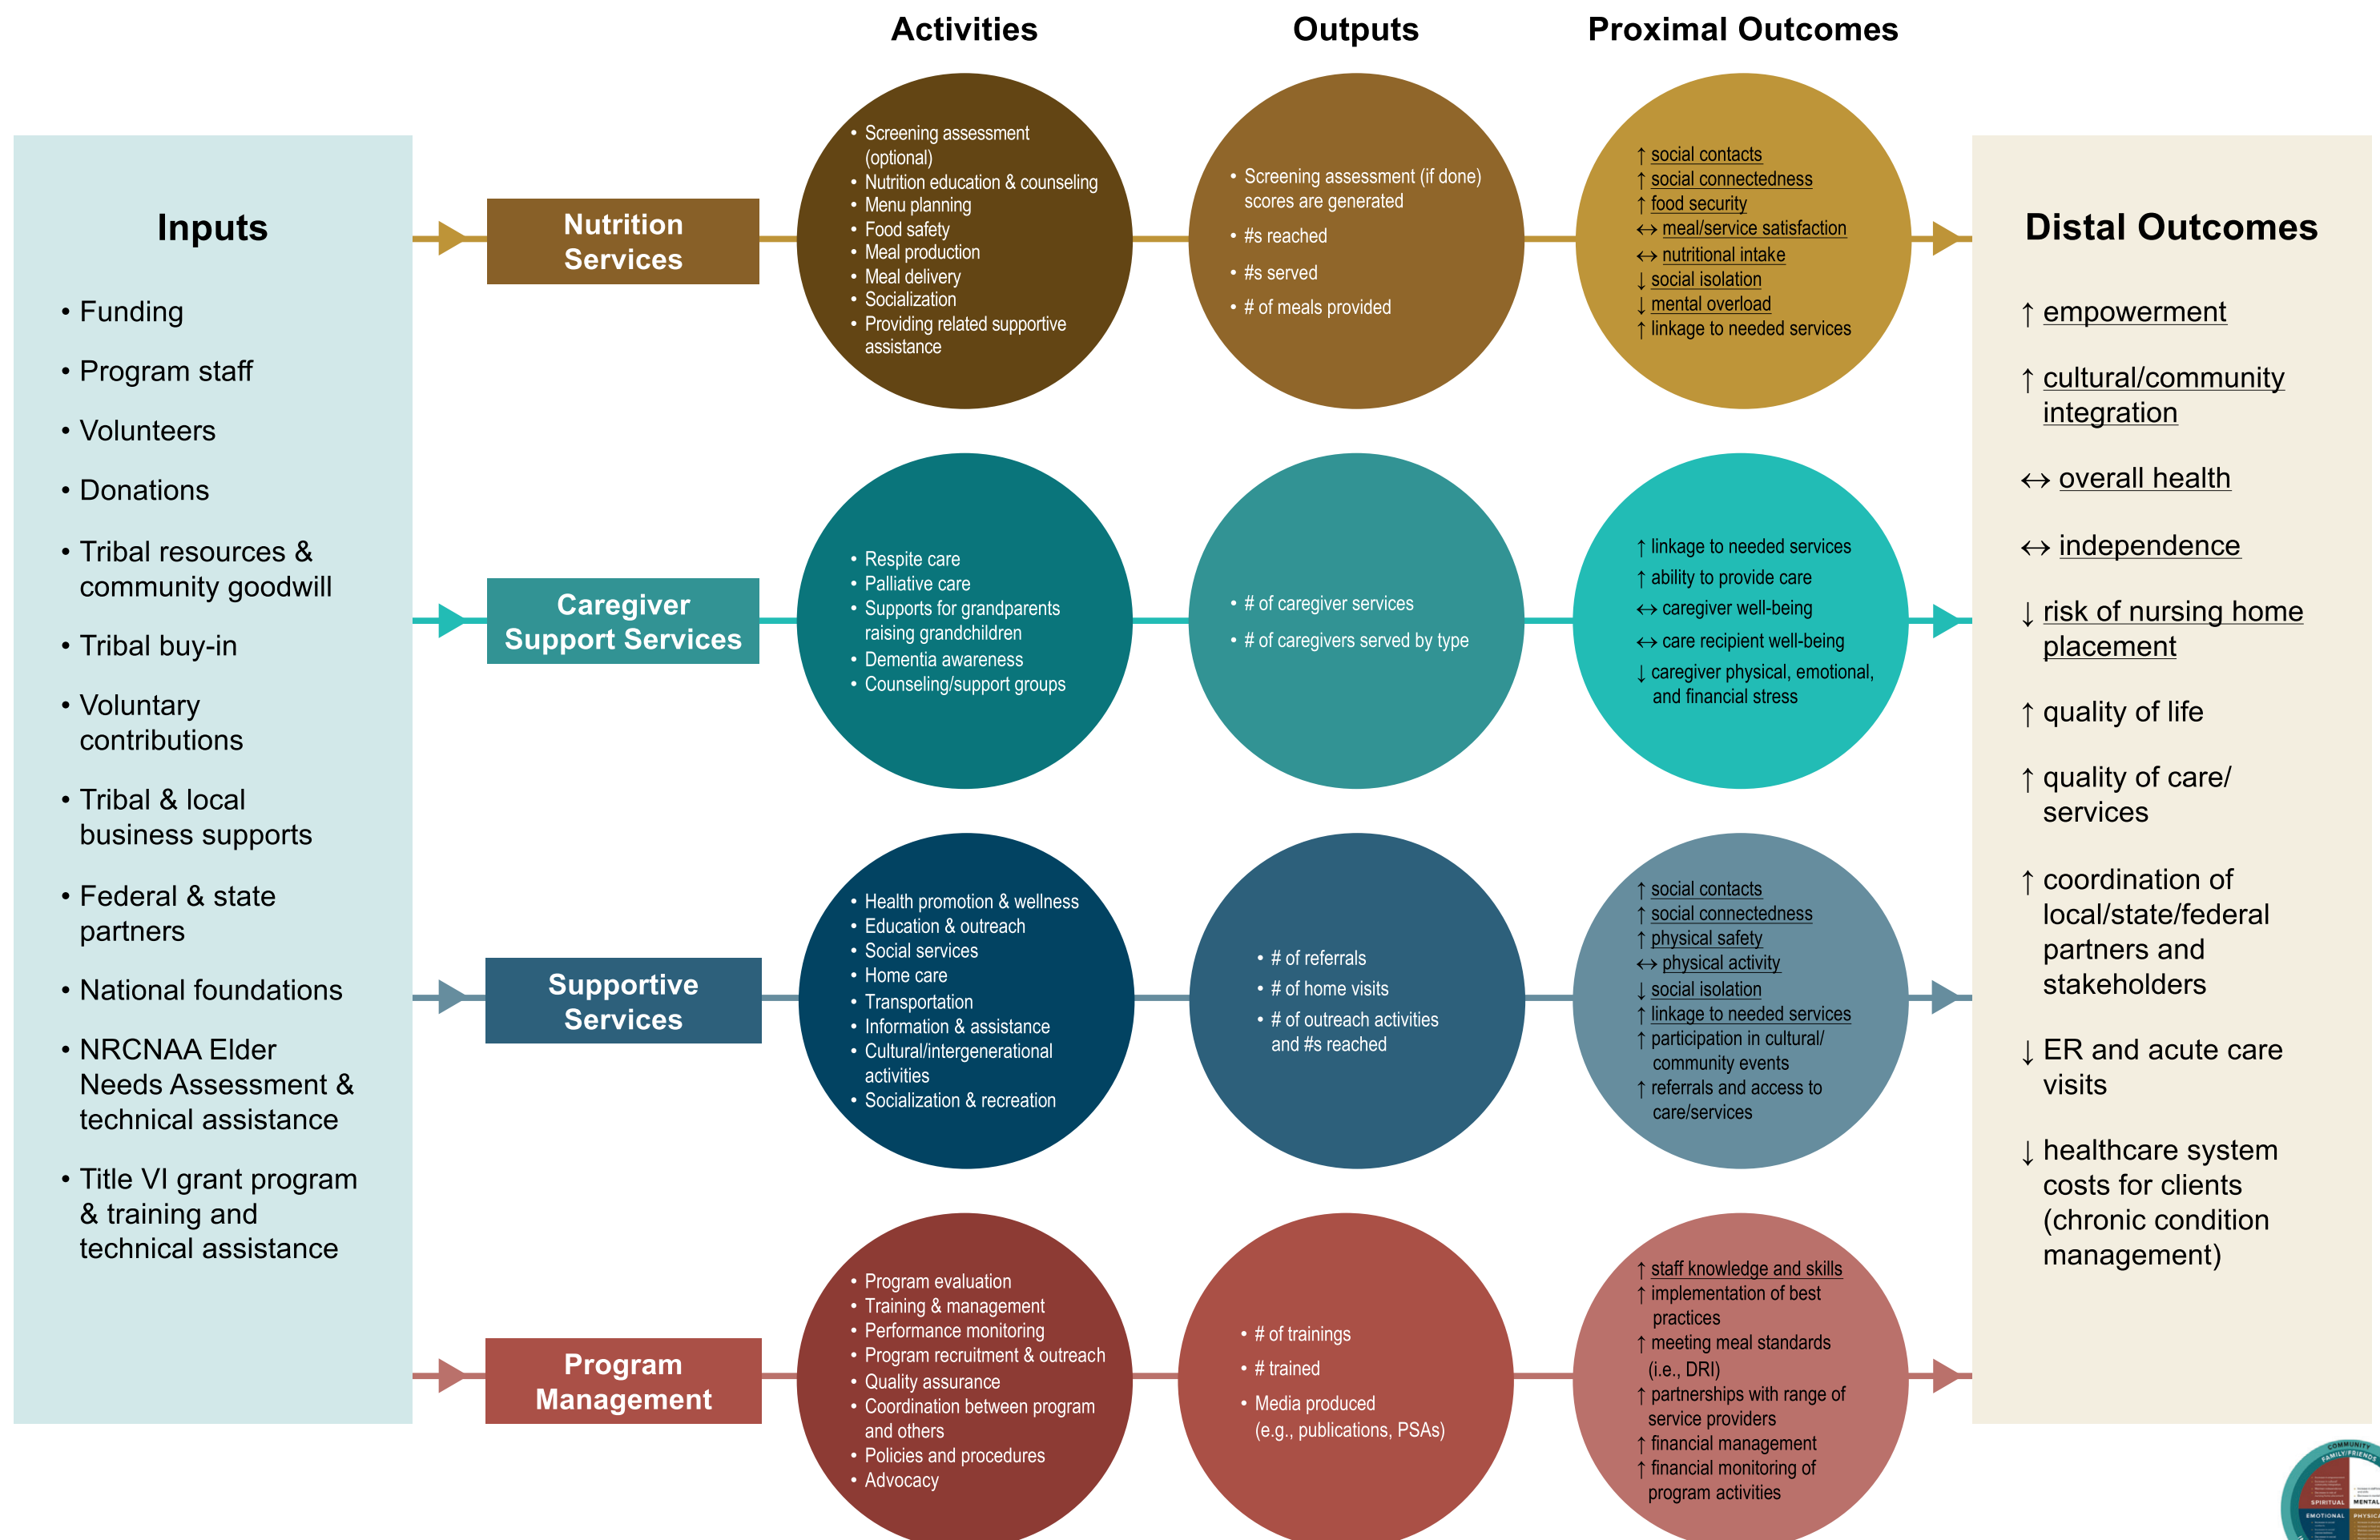 Activities
Outputs
Proximal Outcomes
Inputs
• Funding
• Program staff
• Volunteers
• Donations
• Tribal resources &
community goodwill
• Tribal buy-in
• Voluntary
contributions
• Tribal & local
business supports
• Federal & state
partners
• National foundations
• NRCNAA Elder
Needs Assessment &
technical assistance
• Title VI grant program
& training and
technical assistance
Nutrition
Services
• Screening assessment
(optional)
• Nutrition education & counseling
• Menu planning
• Food safety
• Meal production
• Meal delivery
• Socialization
• Providing related supportive
assistance
• Screening assessment (if done)
scores are generated
• #s reached
• #s served
• # of meals provided
↑ social contacts
↑ social connectedness
↑ food security
↔ meal/service satisfaction
↔ nutritional intake
↓ social isolation
↓ mental overload
↑ linkage to needed services
Caregiver
Support Services
• Respite care
• Palliative care
• Supports for grandparents
raising grandchildren
• Dementia awareness
• Counseling/support groups
• # of caregiver services
• # of caregivers served by type
↑ linkage to needed services
↑ ability to provide care
↔ caregiver well-being
↔ care recipient well-being
↓ caregiver physical, emotional,
and financial stress
Supportive
Services
• Health promotion & wellness
• Education & outreach
• Social services
• Home care
• Transportation
• Information & assistance
• Cultural/intergenerational
activities
• Socialization & recreation
• # of referrals
• # of home visits
• # of outreach activities
and #s reached
↑ social contacts
↑ social connectedness
↑ physical safety
↔ physical activity
↓ social isolation
↑ linkage to needed services
↑ participation in cultural/
community events
↑ referrals and access to
care/services
Program
Management
• Program evaluation
• Training & management
• Performance monitoring
• Program recruitment & outreach
• Quality assurance
• Coordination between program
and others
• Policies and procedures
• Advocacy
• # of trainings
• # trained
• Media produced
(e.g., publications, PSAs)
↑ staff knowledge and skills
↑ implementation of best
practices
↑ meeting meal standards
(i.e., DRI)
↑ partnerships with range of
service providers
↑ financial management
↑ financial monitoring of
program activities
Distal Outcomes
↑ empowerment
↑ cultural/community
integration
↔ overall health
↔ independence
↓ risk of nursing home
placement
↑ quality of life
↑ quality of care/
services
↑ coordination of
local/state/federal
partners and
stakeholders
↓ ER and acute care
visits
↓ healthcare system
costs for clients
(chronic condition
management)
COMMUNITY
FAMILY/FRIENDS
SPIRITUAL
MENTAL
EMOTIONAL